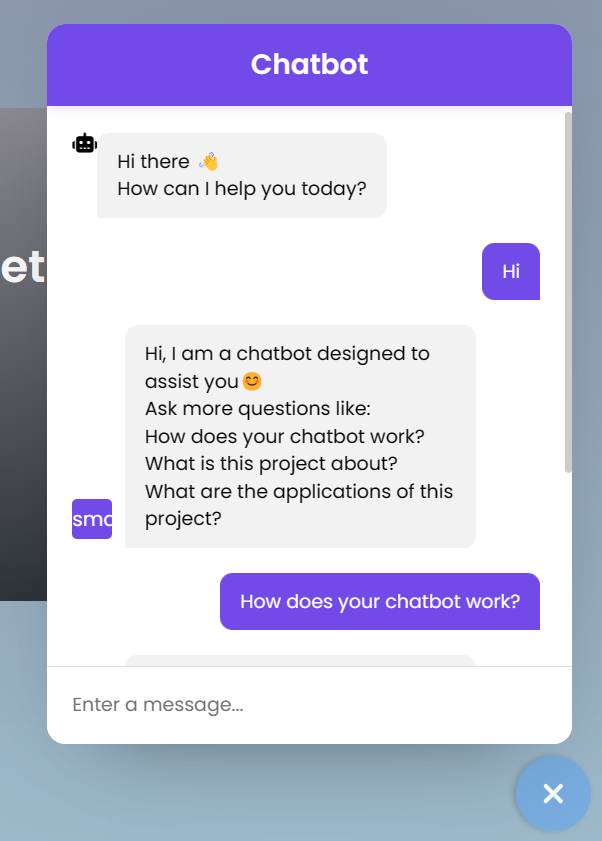 Chatbot
Hi there 👋
How can I help you today?
et
Hi
Hi, I am a chatbot designed to
assist you😊
Ask more questions like:
How does your chatbot work?
What is this project about?
What are the applications of this
project?
smc
How does your chatbot work?
Enter a message...